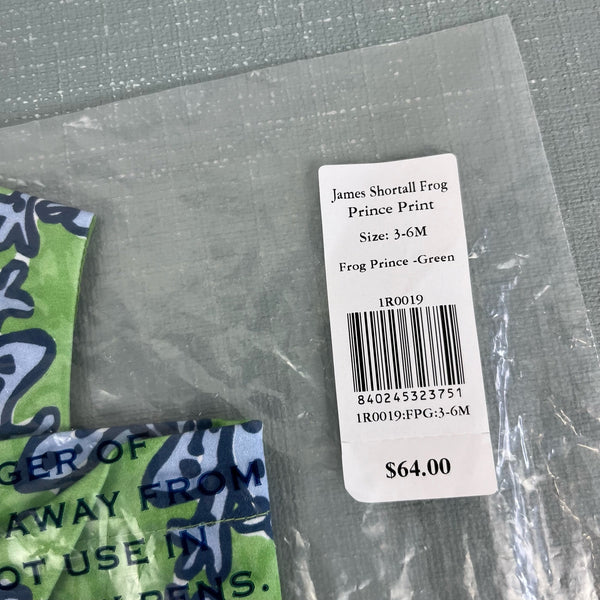 James Shortall Frog
Prince Print
Size: 3-6M
Frog Prince -Green
1R0019
840245323751
1R0019:FPG:3-6M
$64.00
GER OF
AWAY FROM
OT USE IN
PENS.